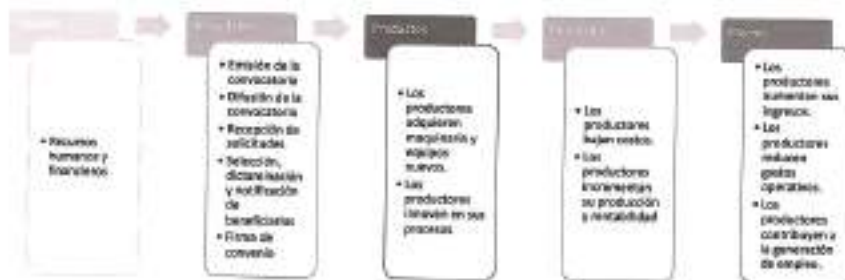 Productos
• Recursos
humanos y
financieros
• Emisión de la
convocatoria
• Difusión de la
convocatoria
• Recepción de
solicitudes
• Selección,
dictaminación
y notificación
de
beneficiarios
• Firma de
convenio
• Los
productores
adquieren
maquinaria y
equipos
nuevos.
• Los
productores
innovan en sus
procesos
• Los
productores
bajan costos.
• Los
productores
incrementan
su producción
y rentabilidad
• Los
productores
aumentan sus
ingresos.
• Los
productores
reducen
gastos
operativos.
• Los
productores
contribuyen a
la generación
de empleo.